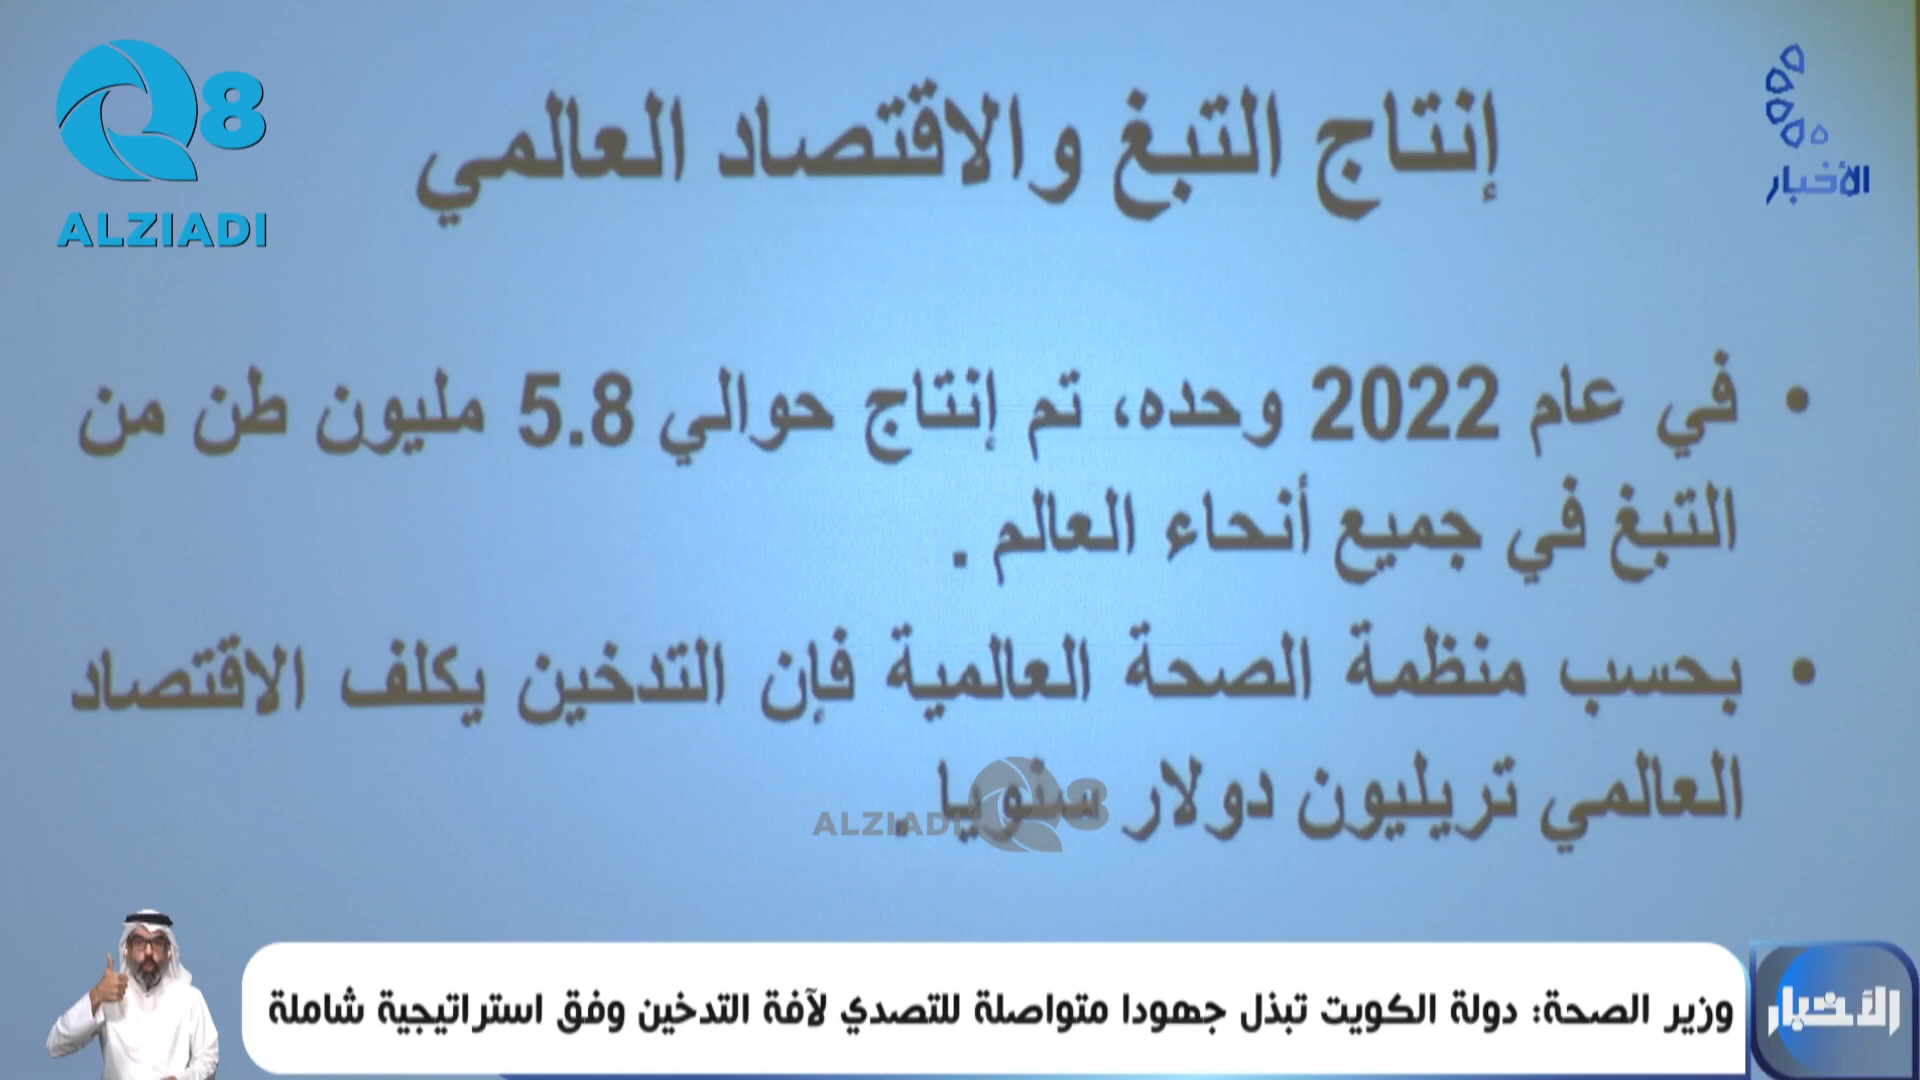 8
ALZIADI
الأخبار
إنتاج التبغ والاقتصاد العالمي
• في عام 2022 وحده، تم إنتاج حوالي 5.8 مليون طن من
التبغ في جميع أنحاء العالم .
• بحسب منظمة الصحة العالمية فإن التدخين يكلف الاقتصاد
العالمي تريليون دولار سنويا .
ALZIADI 8
وزير الصحة: دولة الكويت تبذل جهودا متواصلة للتصدي لآفة التدخين وفق استراتيجية شاملة
الأخبار